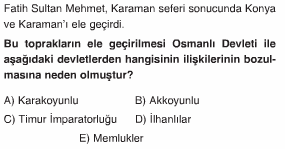 Fatih Sultan Mehmet, Karaman seferi sonucunda Konya
ve Karaman'ı ele geçirdi.
Bu toprakların ele geçirilmesi Osmanlı Devleti ile
aşağıdaki devletlerden hangisinin ilişkilerinin bozul-
masına neden olmuştur?
A) Karakoyunlu B) Akkoyunlu
C) Timur İmparatorluğu D) İlhanlılar
E) Memlukler